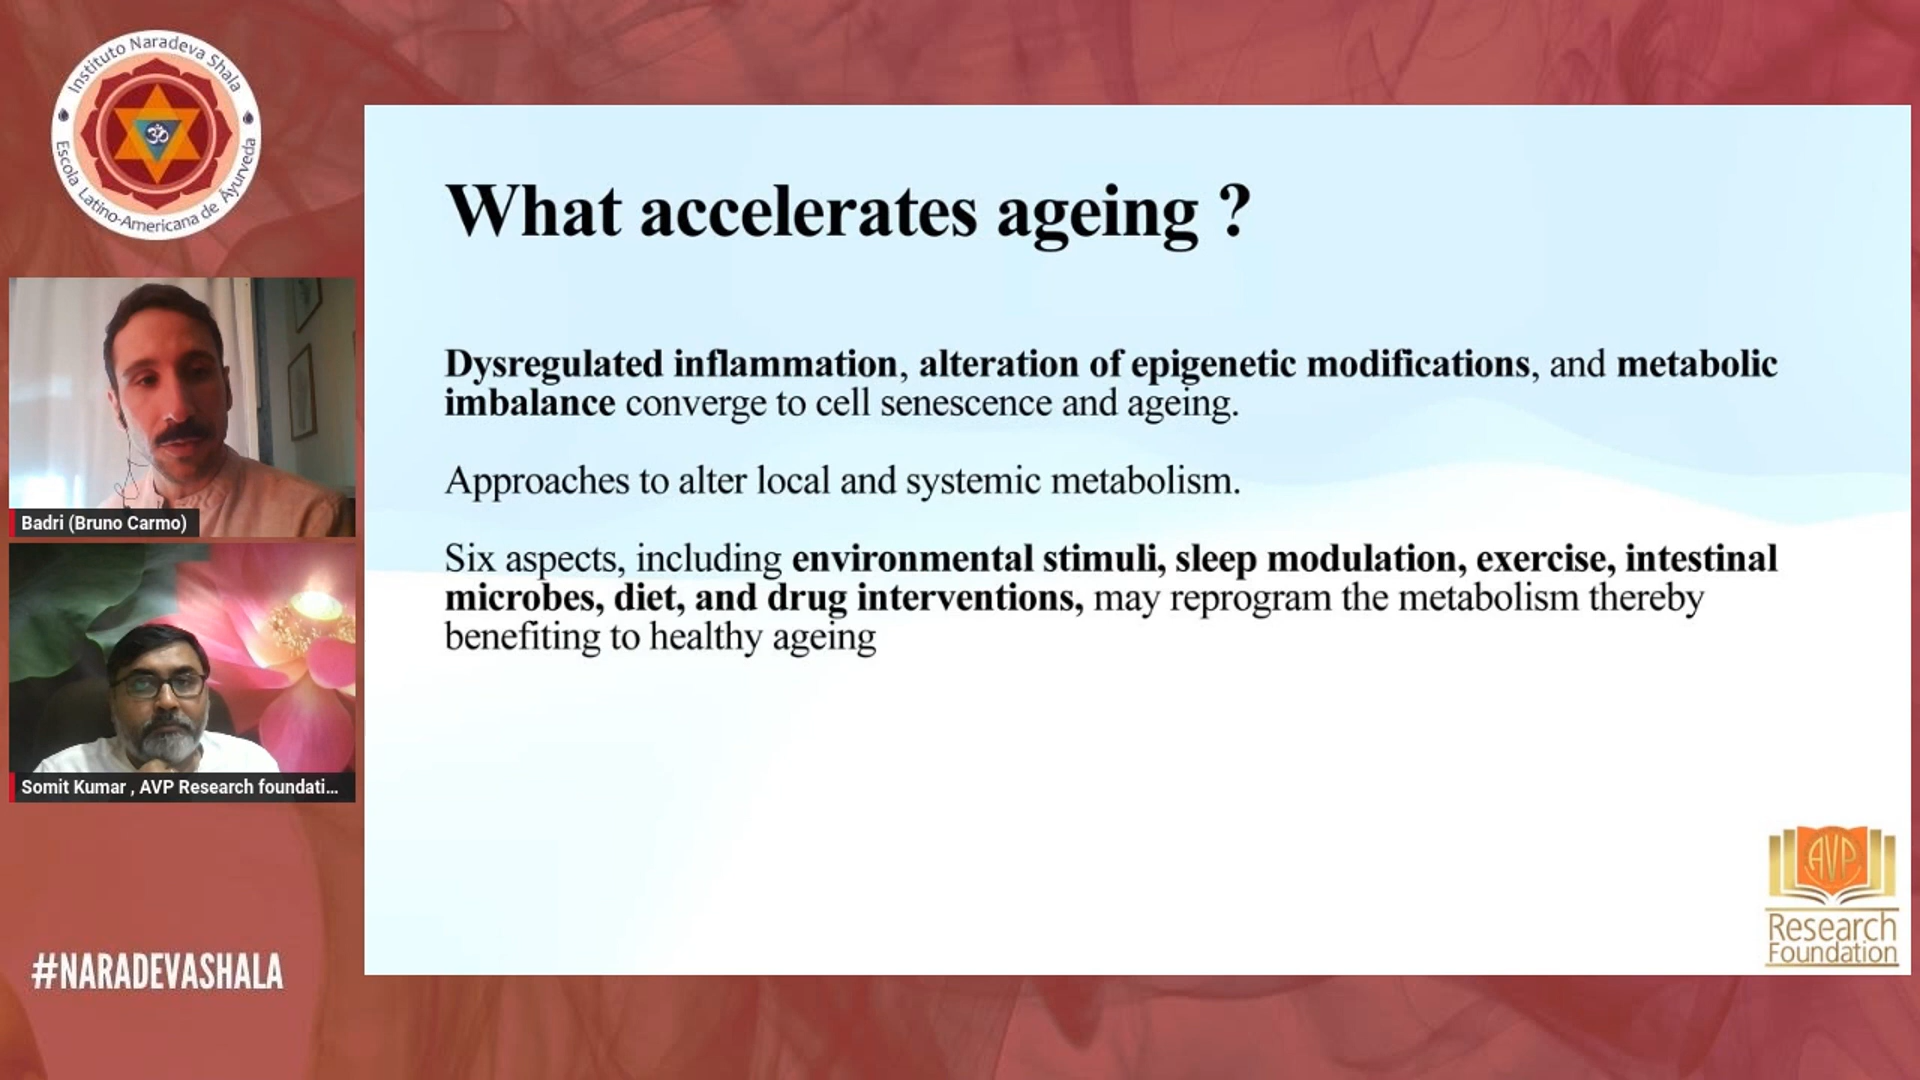 Instituto Naradeva Shala
Escola Latino-Americana de Āyurveda
ॐ
What accelerates ageing ?
Dysregulated inflammation, alteration of epigenetic modifications, and metabolic
imbalance converge to cell senescence and ageing.
Approaches to alter local and systemic metabolism.
Six aspects, including environmental stimuli, sleep modulation, exercise, intestinal
microbes, diet, and drug interventions, may reprogram the metabolism thereby
benefiting to healthy ageing
Badri (Bruno Carmo)
Somit Kumar , AVP Research foundati...
#NARADEVASHALA
AVP
Research
Foundation